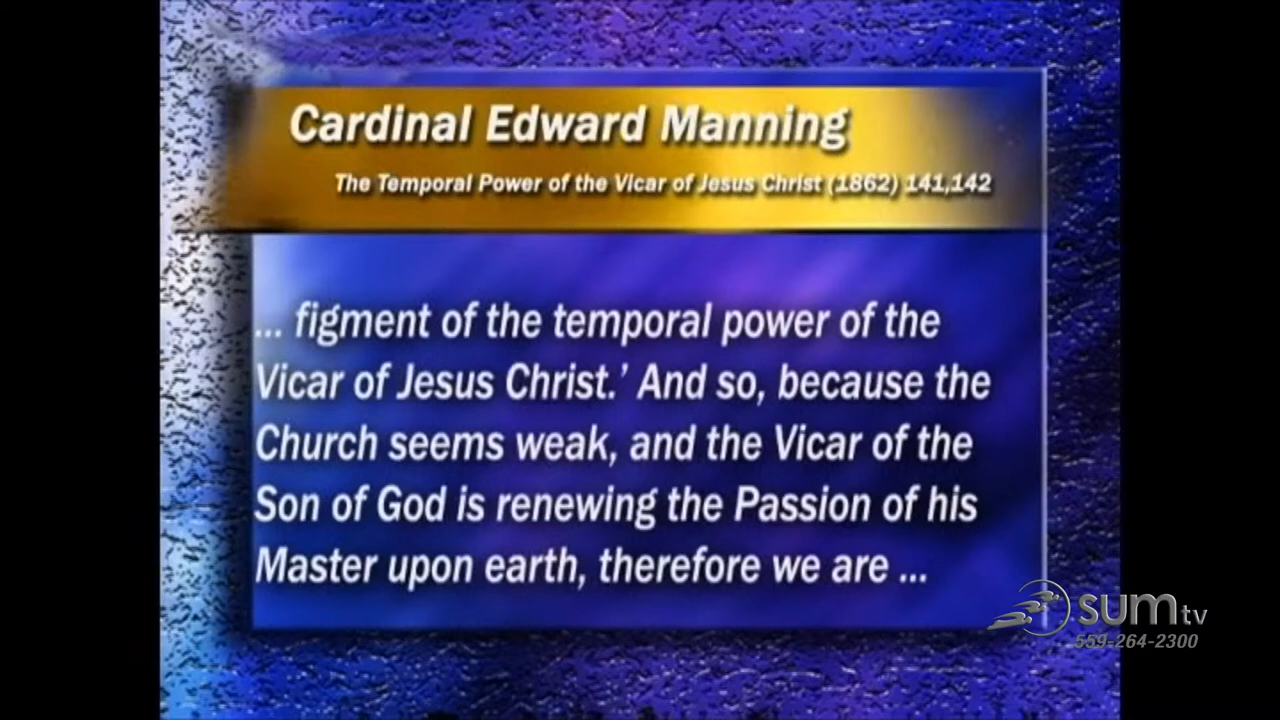 Cardinal Edward Manning
The Temporal Power of the Vicar of Jesus Christ (1862) 141,142
... figment of the temporal power of the
Vicar of Jesus Christ.’ And so, because the
Church seems weak, and the Vicar of the
Son of God is renewing the Passion of his
Master upon earth, therefore we are ...
sumtv
559-264-2300